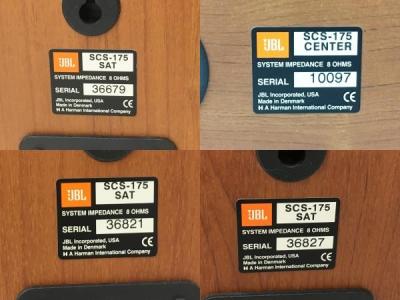 JBL
SCS-175
SAT
SYSTEM IMPEDANCE 8 OHMS
SERIAL 36679
JBL Incorporated, USA
Made in Denmark
H A Harman International Company
CE
JBL
SCS-175
CENTER
SYSTEM IMPEDANCE 8 OHMS
SERIAL 10097
JBL Incorporated, USA
Made in Denmark
H A Harman International Company
CE
JBL
SCS-175
SAT
SYSTEM IMPEDANCE 8 OHMS
SERIAL 36821
JBL Incorporated, USA
Made in Denmark
H A Harman International Company
CE
JBL
SCS-175
SAT
SYSTEM IMPEDANCE 8 OHMS
SERIAL 36827
JBL Incorporated, USA
Made in Denmark
H A Harman International Company
CE